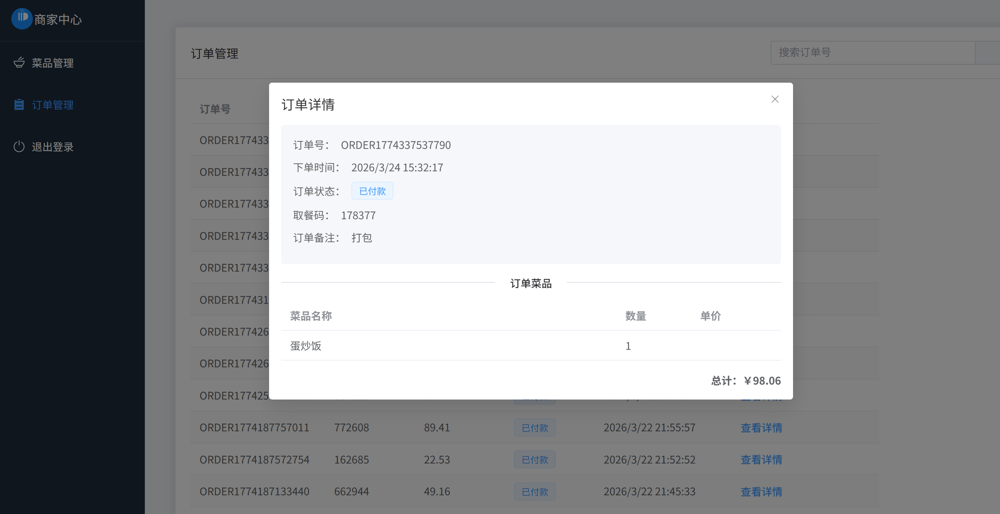 商家中心
菜品管理
订单管理
退出登录
订单管理
搜索订单号
订单号
ORDER177433
ORDER177433
ORDER177433
ORDER177433
ORDER177433
ORDER177431
ORDER177426
ORDER177426
ORDER177425
ORDER1774187757011 772608 89.41 已付款 2026/3/22 21:55:57 查看详情
ORDER1774187572754 162685 22.53 已付款 2026/3/22 21:52:52 查看详情
ORDER1774187133440 662944 49.16 已付款 2026/3/22 21:45:33 查看详情
订单详情
订单号： ORDER1774337537790
下单时间： 2026/3/24 15:32:17
订单状态： 已付款
取餐码： 178377
订单备注： 打包
订单菜品
菜品名称 数量 单价
蛋炒饭 1
总计：￥98.06